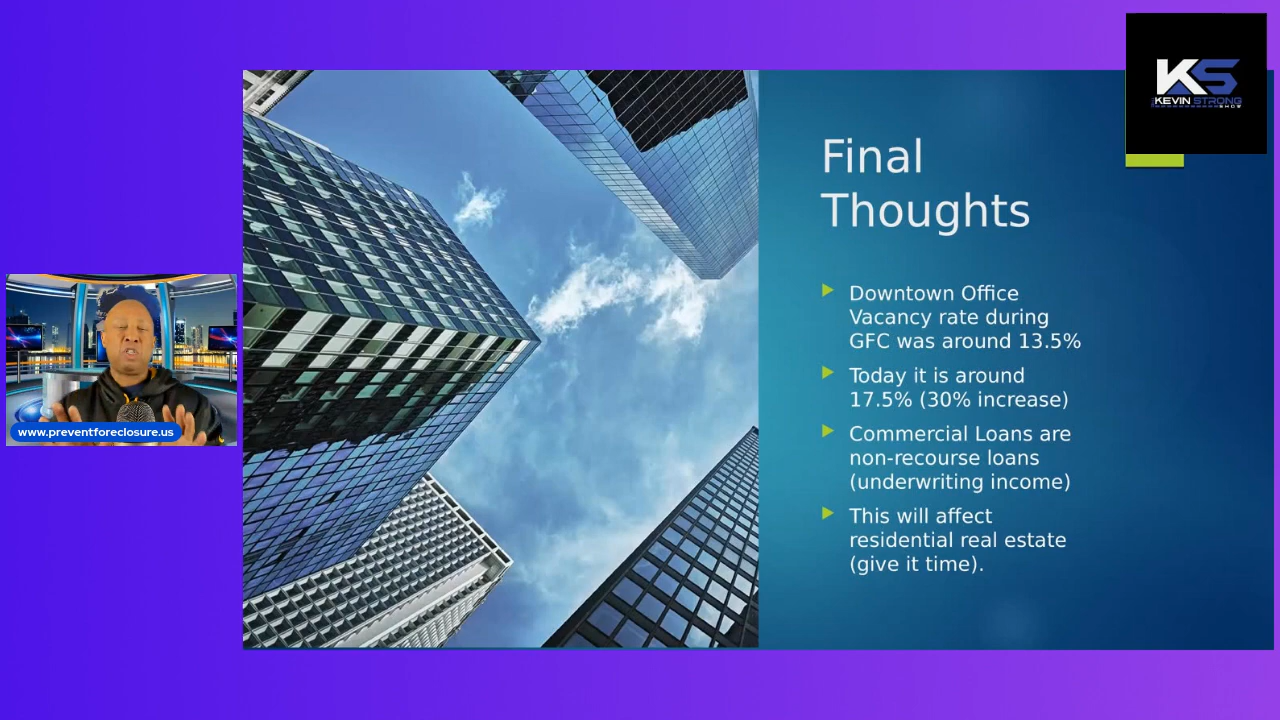 KS
KEVIN STRONG
SHOW
Final
Thoughts
Downtown Office
Vacancy rate during
GFC was around 13.5%
Today it is around
17.5% (30% increase)
Commercial Loans are
non-recourse loans
(underwriting income)
This will affect
residential real estate
(give it time).
www.preventforeclosure.us